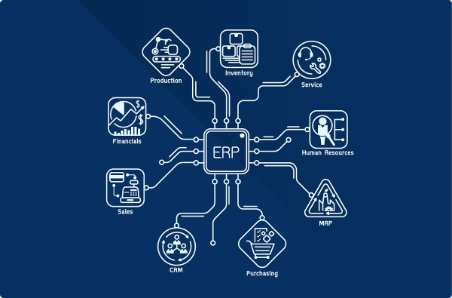 Production
Inventory
Service
Financials
ERP
Human Resources
Sales
MRP
CRM
Purchasing